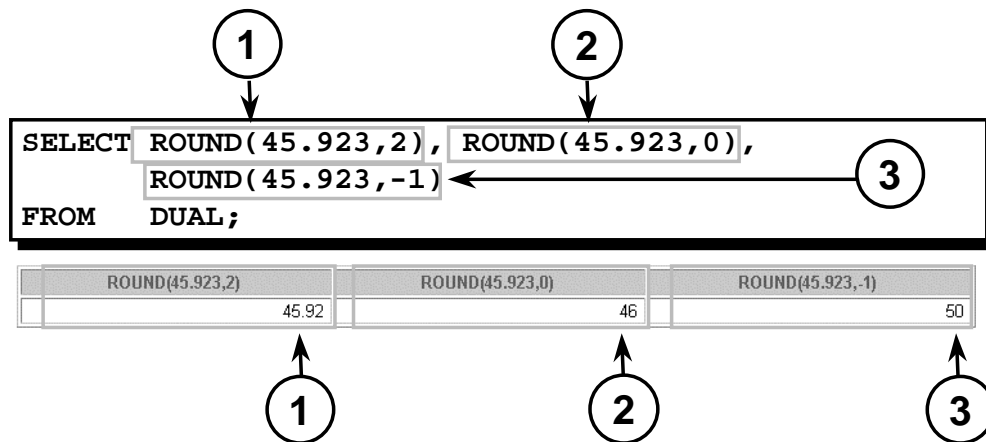 1 2
SELECT ROUND(45.923,2), ROUND(45.923,0),
ROUND(45.923,-1) 3
FROM DUAL;
ROUND(45.923,2) ROUND(45.923,0) ROUND(45.923,-1)
45.92 46 50
1 2 3